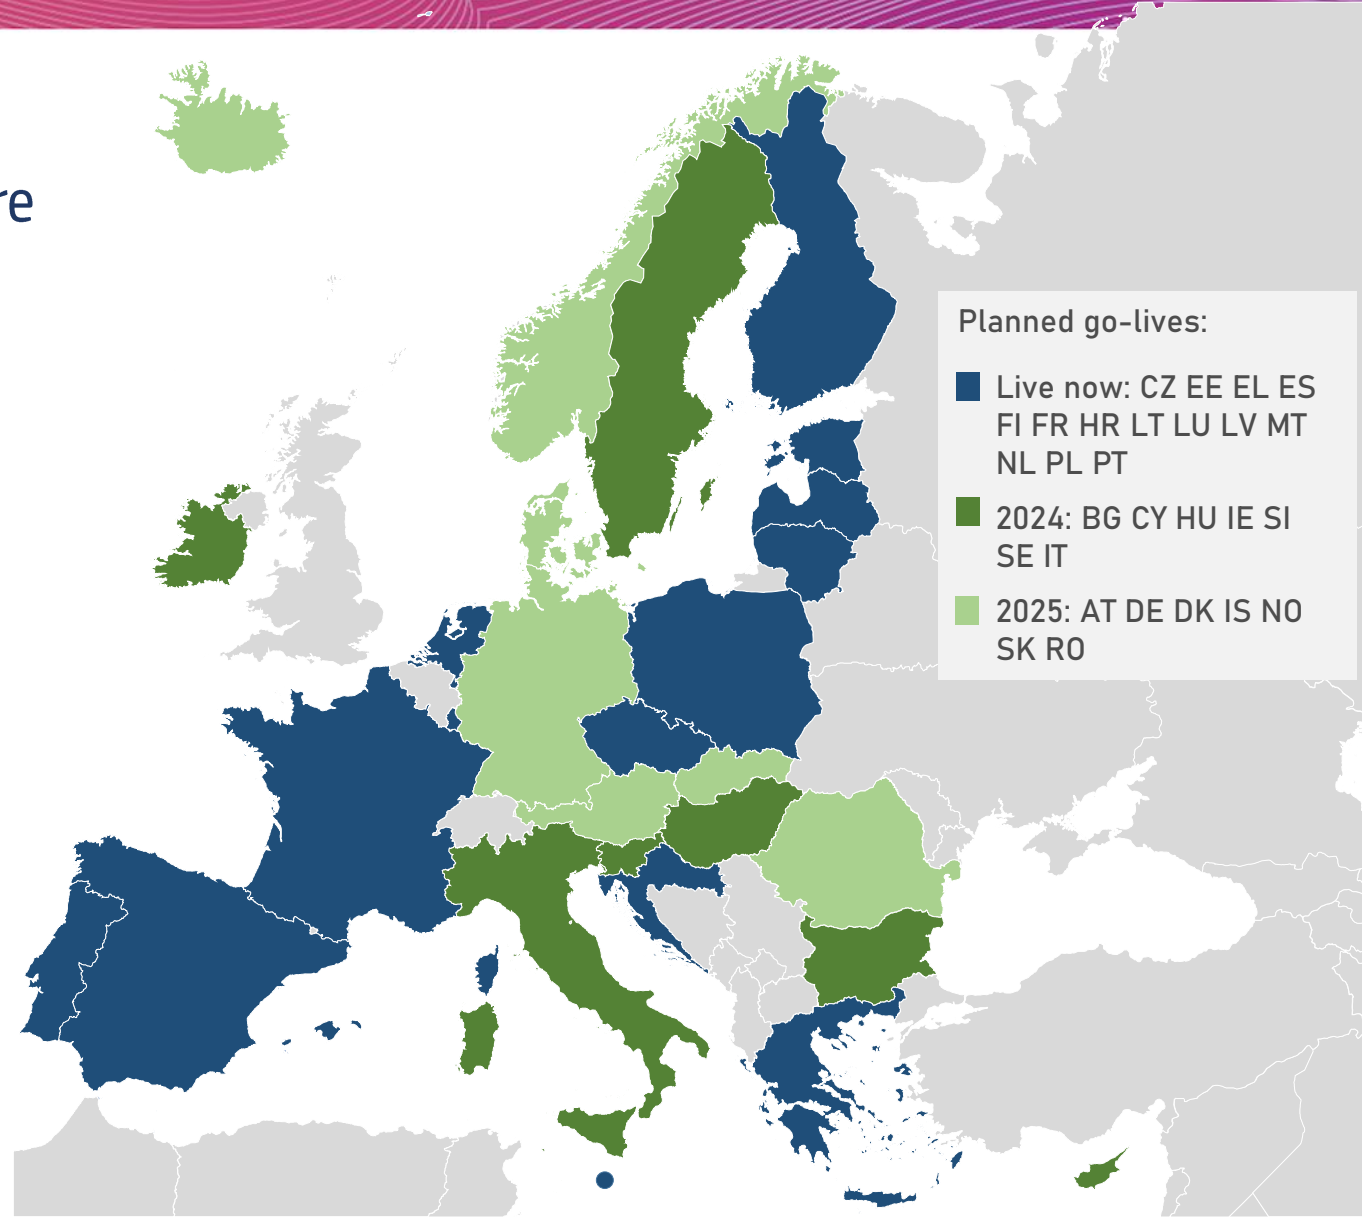 re
Planned go-lives:
Live now: CZ EE EL ES
FI FR HR LT LU LV MT
NL PL PT
2024: BG CY HU IE SI
SE IT
2025: AT DE DK IS NO
SK RO